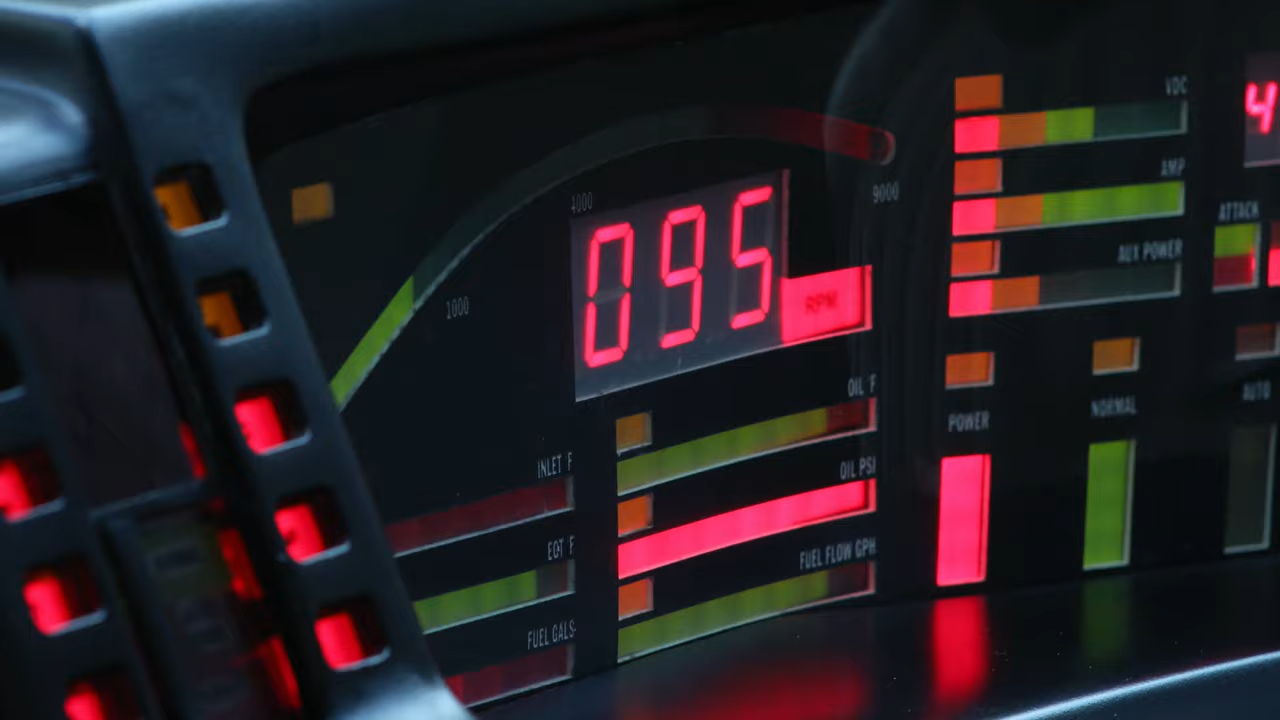 VDC
4
4000
9000
AMP
095
ATTACK
AUX POWER
1000
RPM
OIL °F
POWER
NORMAL
AUTO
INLET °F
OIL PSI
EGT °F
FUEL FLOW GPH
FUEL GALS